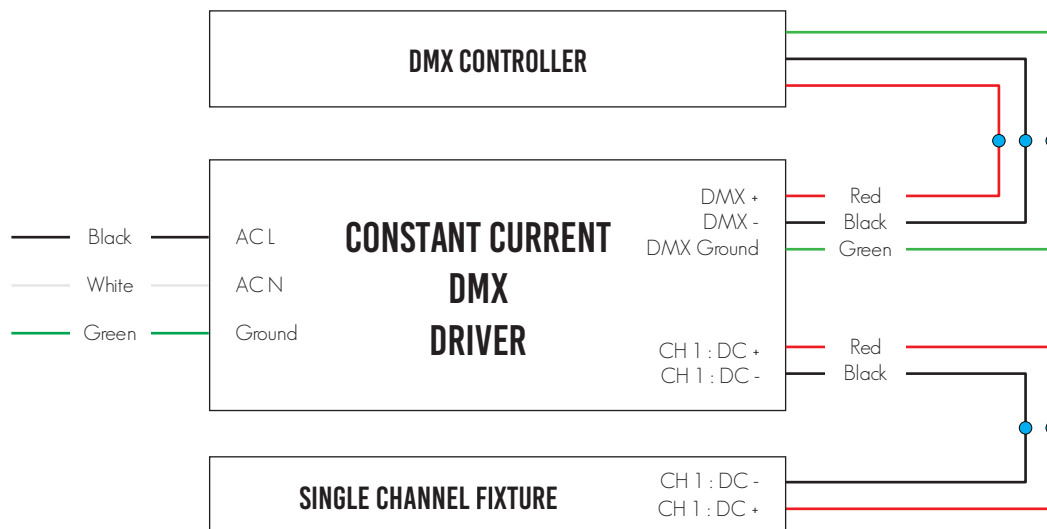 DMX CONTROLLER
DMX +
Red
DMX -
Black
DMX Ground
Green
Black
AC L
White
AC N
Green
Ground
CONSTANT CURRENT
DMX
DRIVER
CH 1 : DC +
Red
CH 1 : DC -
Black
SINGLE CHANNEL FIXTURE
CH 1 : DC -
CH 1 : DC +